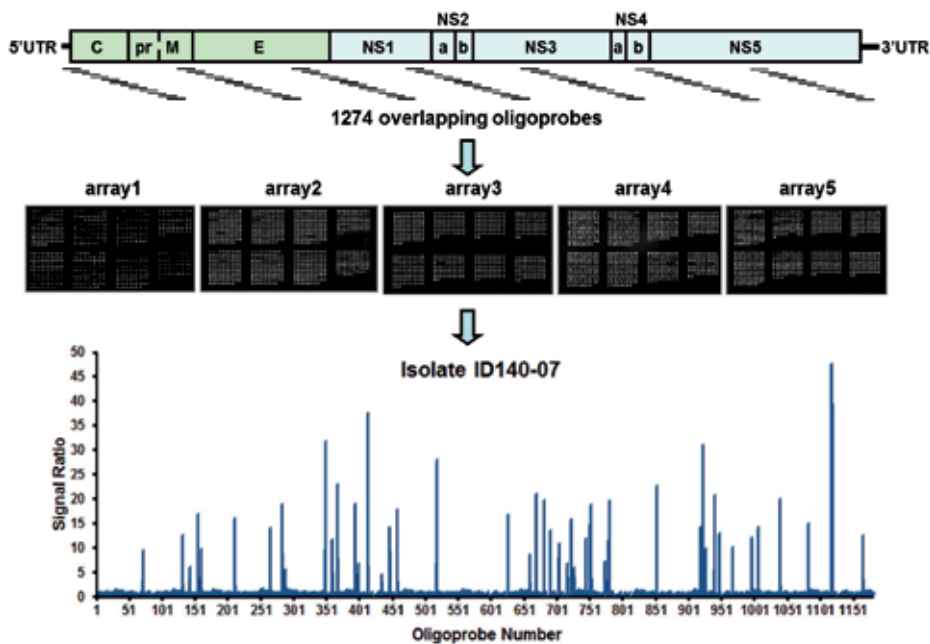 NS2 NS4
5'UTR C pr M E NS1 a b NS3 a b NS5 3'UTR
1274 overlapping oligoprobes
array1 array2 array3 array4 array5
Isolate ID140-07
Signal Ratio
50
45
40
35
30
25
20
15
10
5
0
1 51 101 151 201 251 301 351 401 451 501 551 601 651 701 751 801 851 901 951 1001 1051 1101 1151
Oligoprobe Number